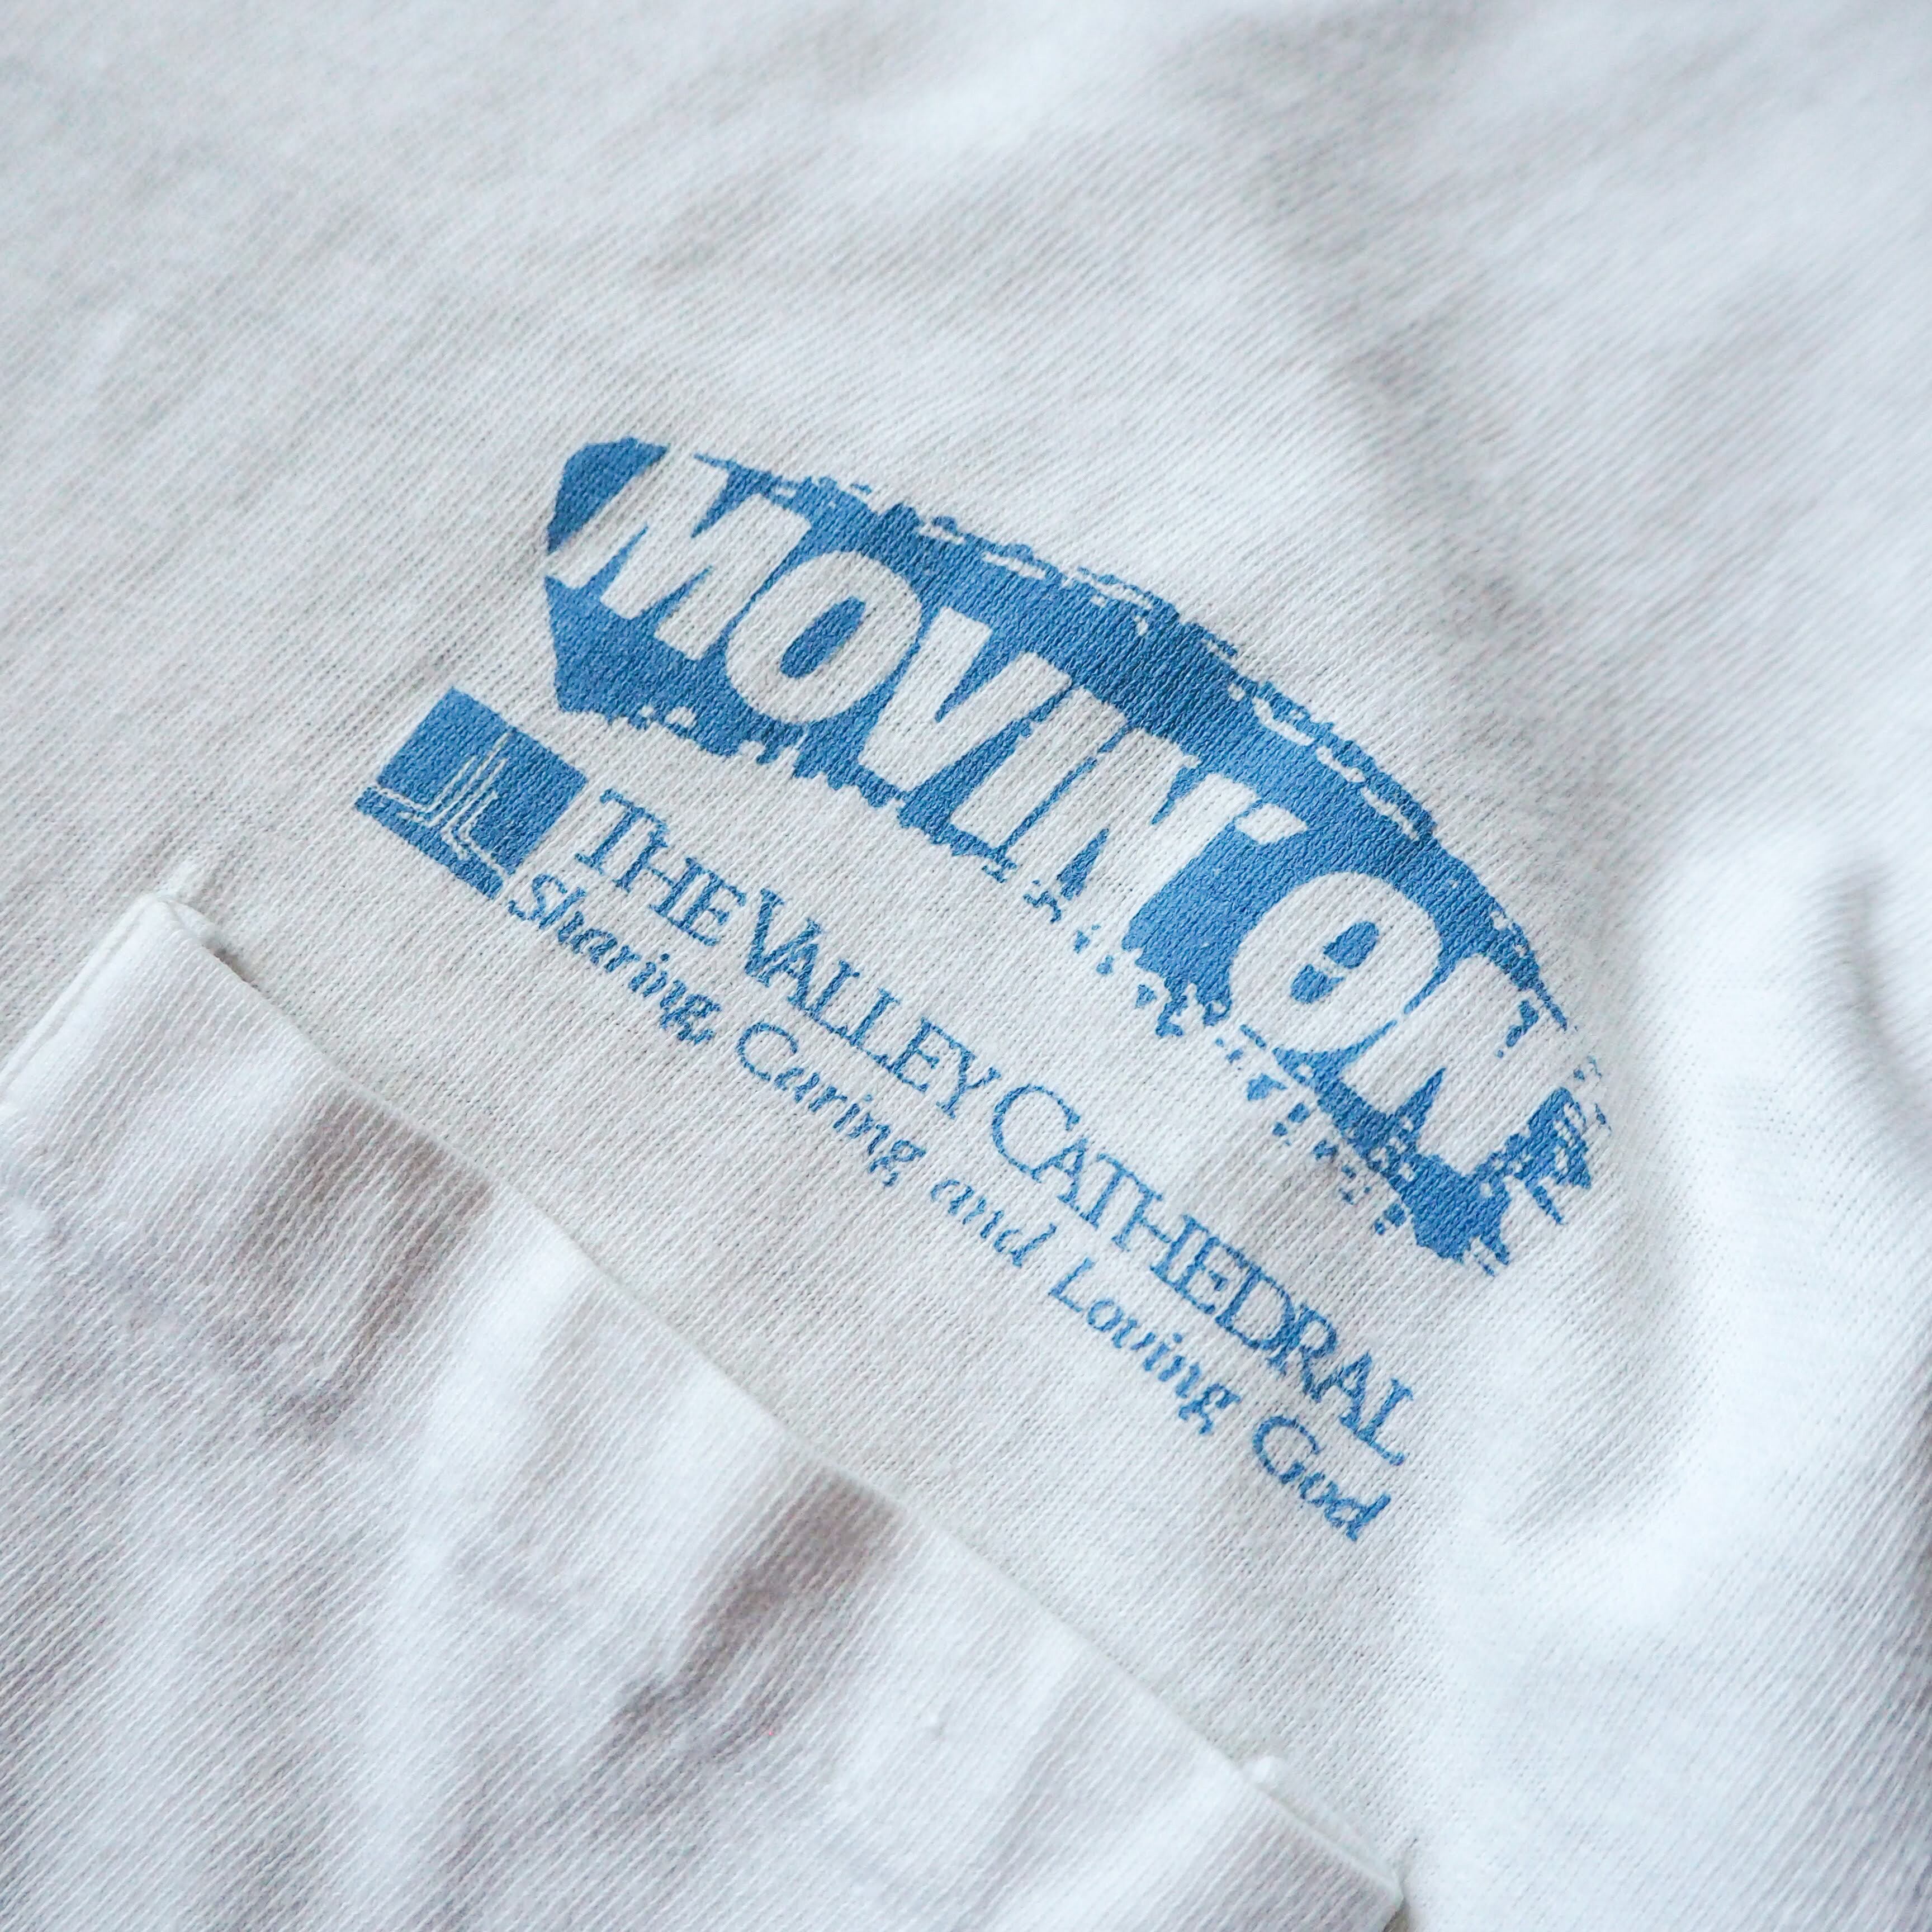 MOVIN' ON
THE VALLEY CATHEDRAL
Sharing Caring and Loving God